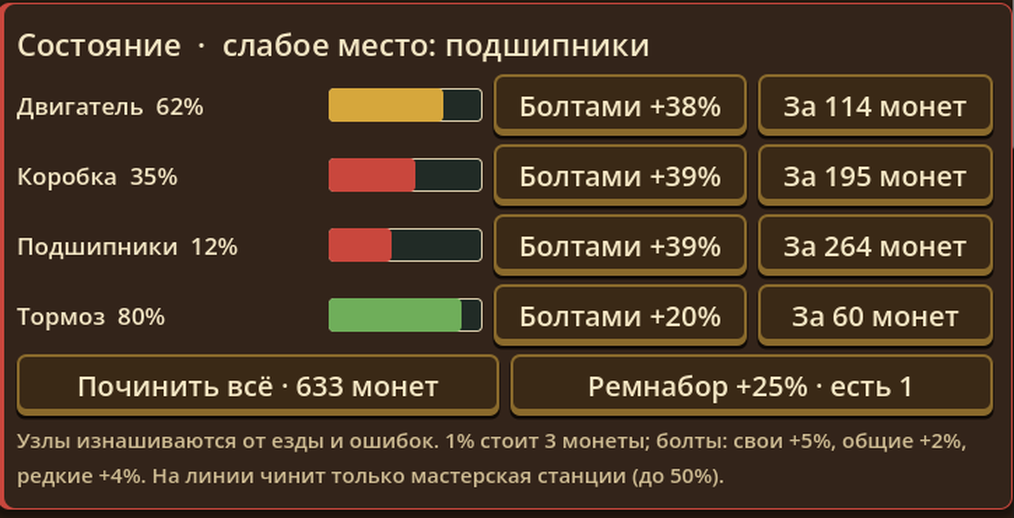 Состояние · слабое место: подшипники
Двигатель 62% Болтами +38% За 114 монет
Коробка 35% Болтами +39% За 195 монет
Подшипники 12% Болтами +39% За 264 монет
Тормоз 80% Болтами +20% За 60 монет
Починить всё · 633 монет Ремнабор +25% · есть 1
Узлы изнашиваются от езды и ошибок. 1% стоит 3 монеты; болты: свои +5%, общие +2%,
редкие +4%. На линии чинит только мастерская станции (до 50%).